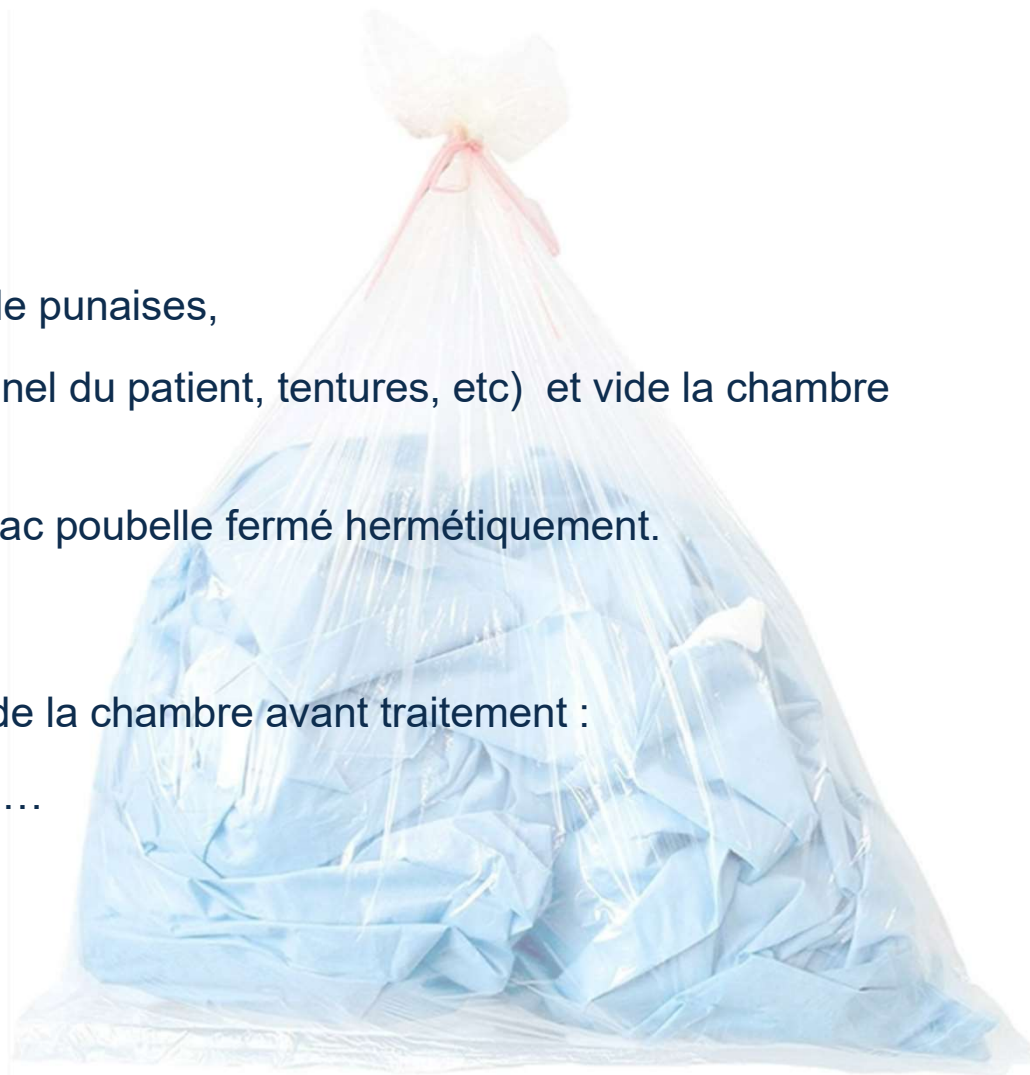 le punaises,
nel du patient, tentures, etc) et vide la chambre
ac poubelle fermé hermétiquement.
de la chambre avant traitement :
…